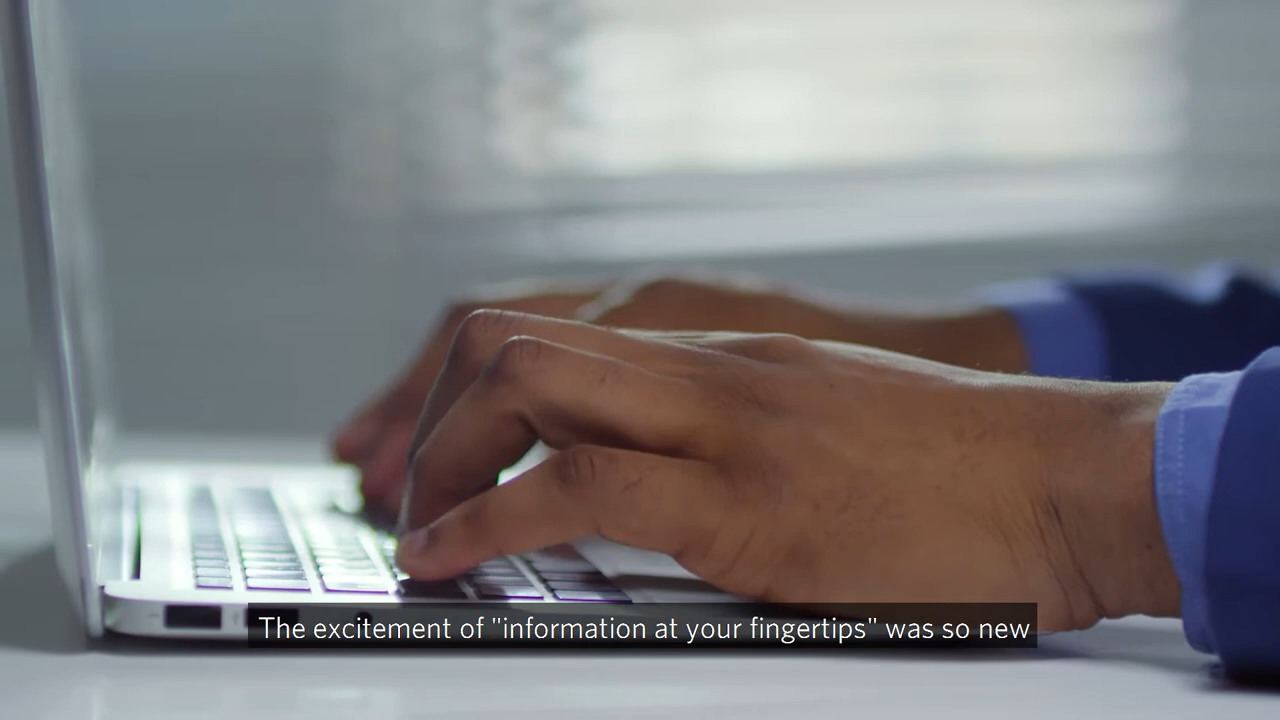 The excitement of "information at your fingertips" was so new